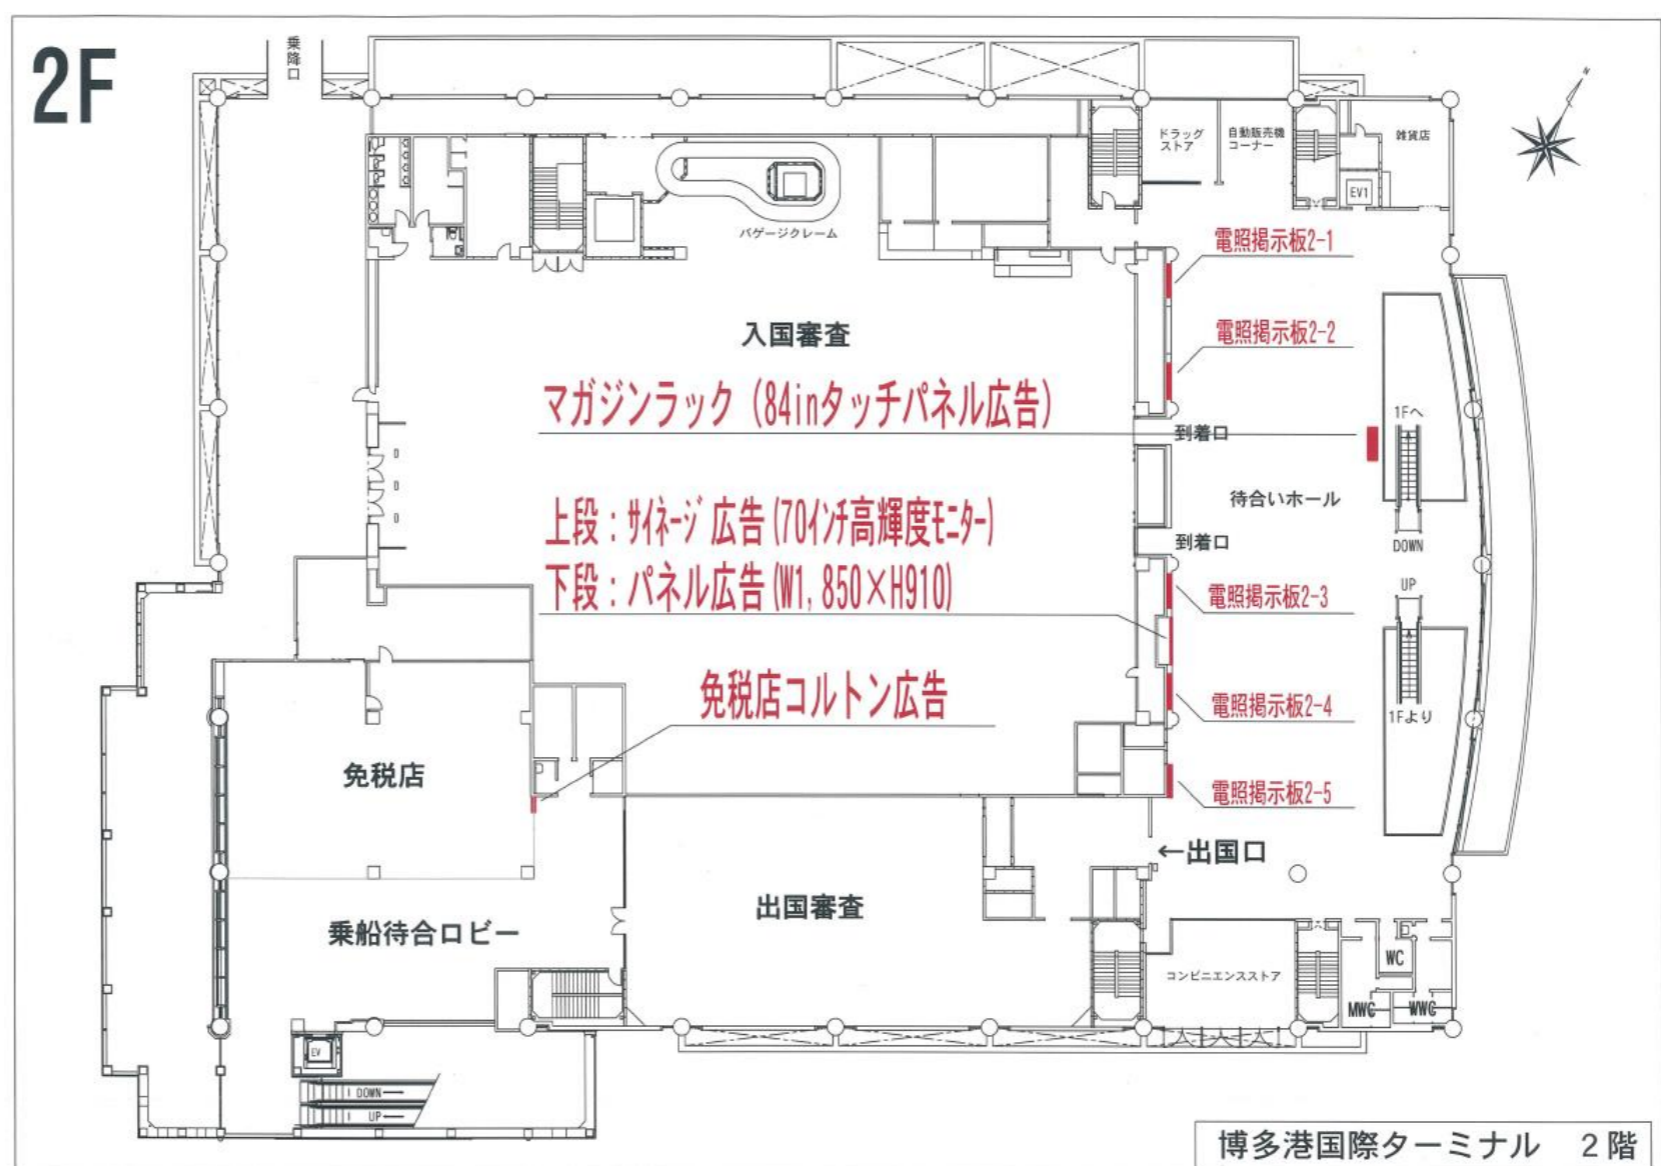 2F
乗降口
N
ドラッグ
ストア
自動販売機
コーナー
雑貨店
EV1
バゲージクレーム
電照掲示板2-1
入国審査
電照掲示板2-2
マガジンラック (84inタッチパネル広告)
1Fへ
到着口
待合いホール
上段:サイネージ広告(70インチ高輝度モニター)
到着口
DOWN
下段:パネル広告(W1,850×H910)
UP
電照掲示板2-3
免税店コルトン広告
電照掲示板2-4
1Fより
免税店
電照掲示板2-5
←出国口
出国審査
乗船待合ロビー
WC
コンビニエンスストア
MWC
WWC
EV
DOWN
UP
博多港国際ターミナル 2階